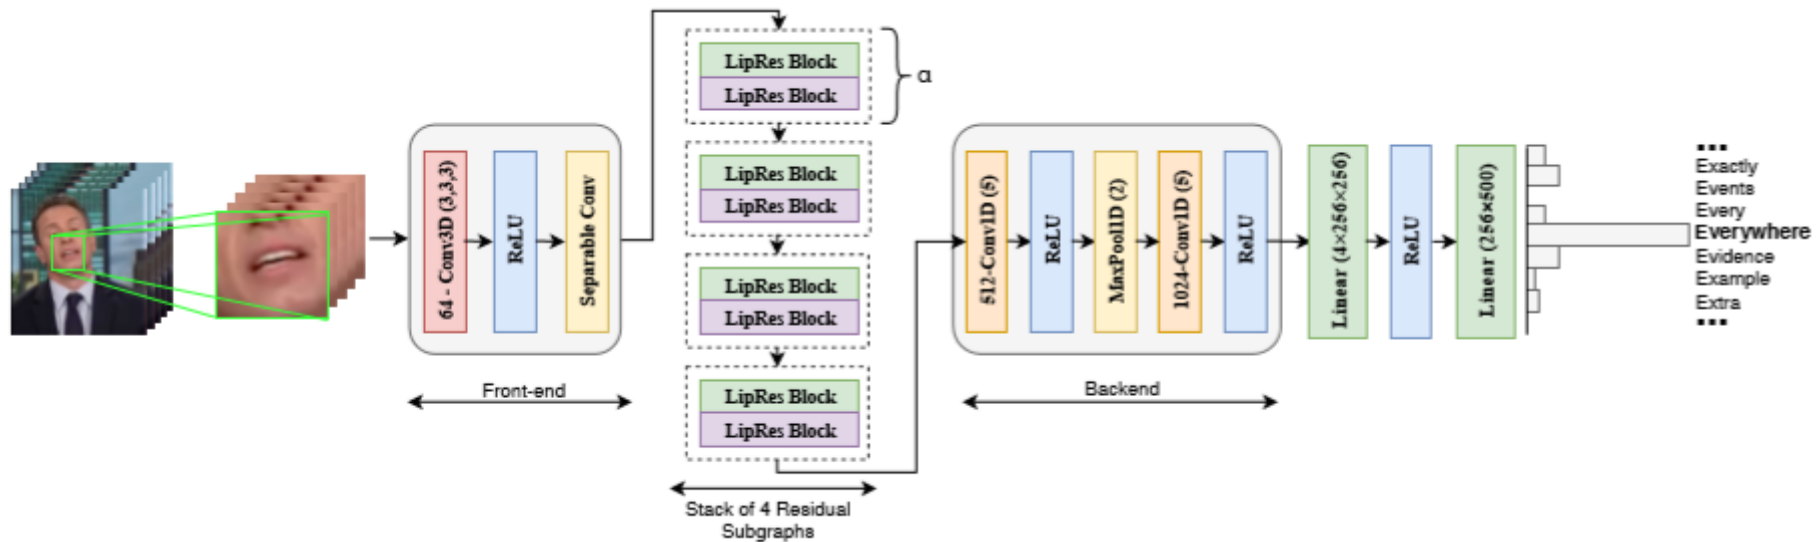 64 - Conv3D (3,3,3)
ReLU
Separable Conv
Front-end
LipRes Block
LipRes Block
α
LipRes Block
LipRes Block
LipRes Block
LipRes Block
LipRes Block
LipRes Block
Stack of 4 Residual
Subgraphs
512-Conv1D (5)
ReLU
MaxPool1D (2)
1024-Conv1D (5)
ReLU
Backend
Linear (4×256×256)
ReLU
Linear (256×500)
...
Exactly
Events
Every
Everywhere
Evidence
Example
Extra
...